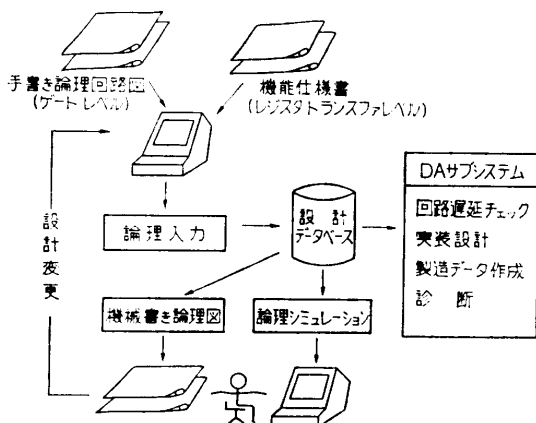 手書き論理回路図
(ゲートレベル)
機能仕様書
(レジスタトランスファレベル)
設計変更
論理入力
設計
データベース
DAサブシステム
回路遅延チェック
実装設計
製造データ作成
診断
機械書き論理図
論理シミュレーション